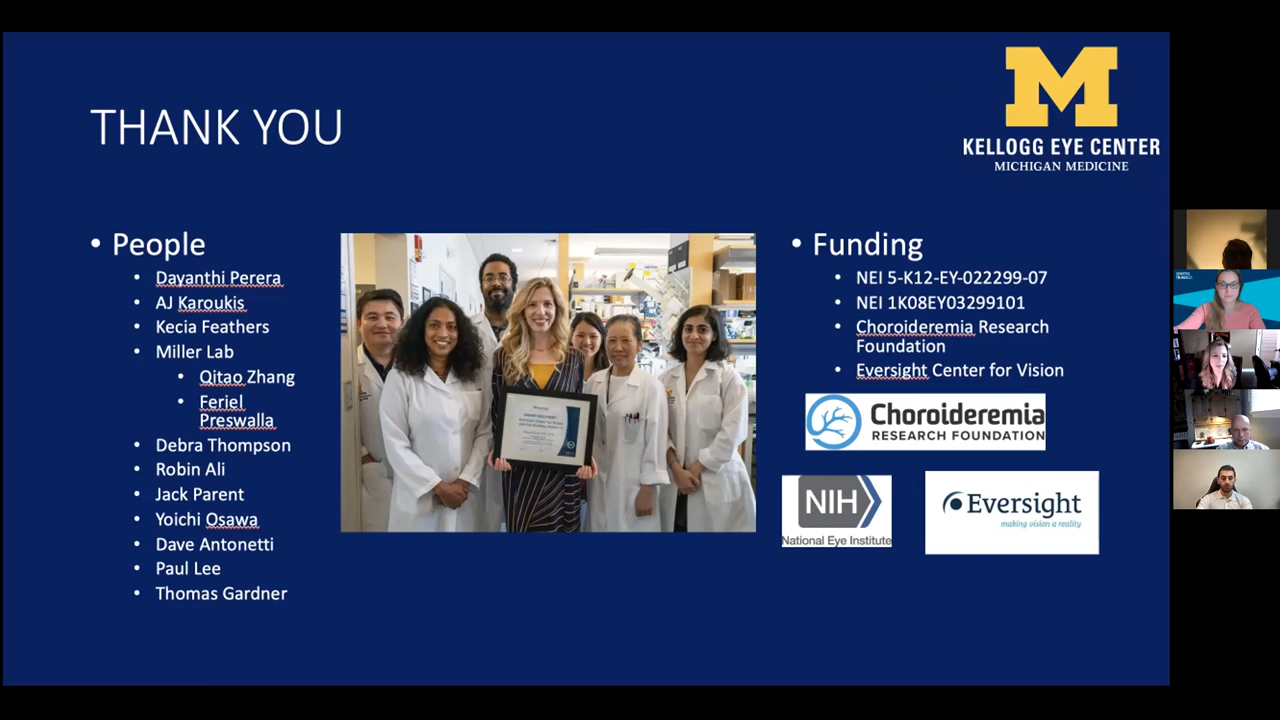 THANK YOU
M
KELLOGG EYE CENTER
MICHIGAN MEDICINE
• People
• Dayanthi Perera
• AJ Karoukis
• Kecia Feathers
• Miller Lab
• Qitao Zhang
• Feriel
Preswalla
• Debra Thompson
• Robin Ali
• Jack Parent
• Yoichi Osawa
• Dave Antonetti
• Paul Lee
• Thomas Gardner
• Funding
• NEI 5-K12-EY-022299-07
• NEI 1K08EY03299101
• Choroideremia Research
Foundation
• Eversight Center for Vision
Choroideremia
RESEARCH FOUNDATION
NIH
National Eye Institute
Eversight
making vision a reality